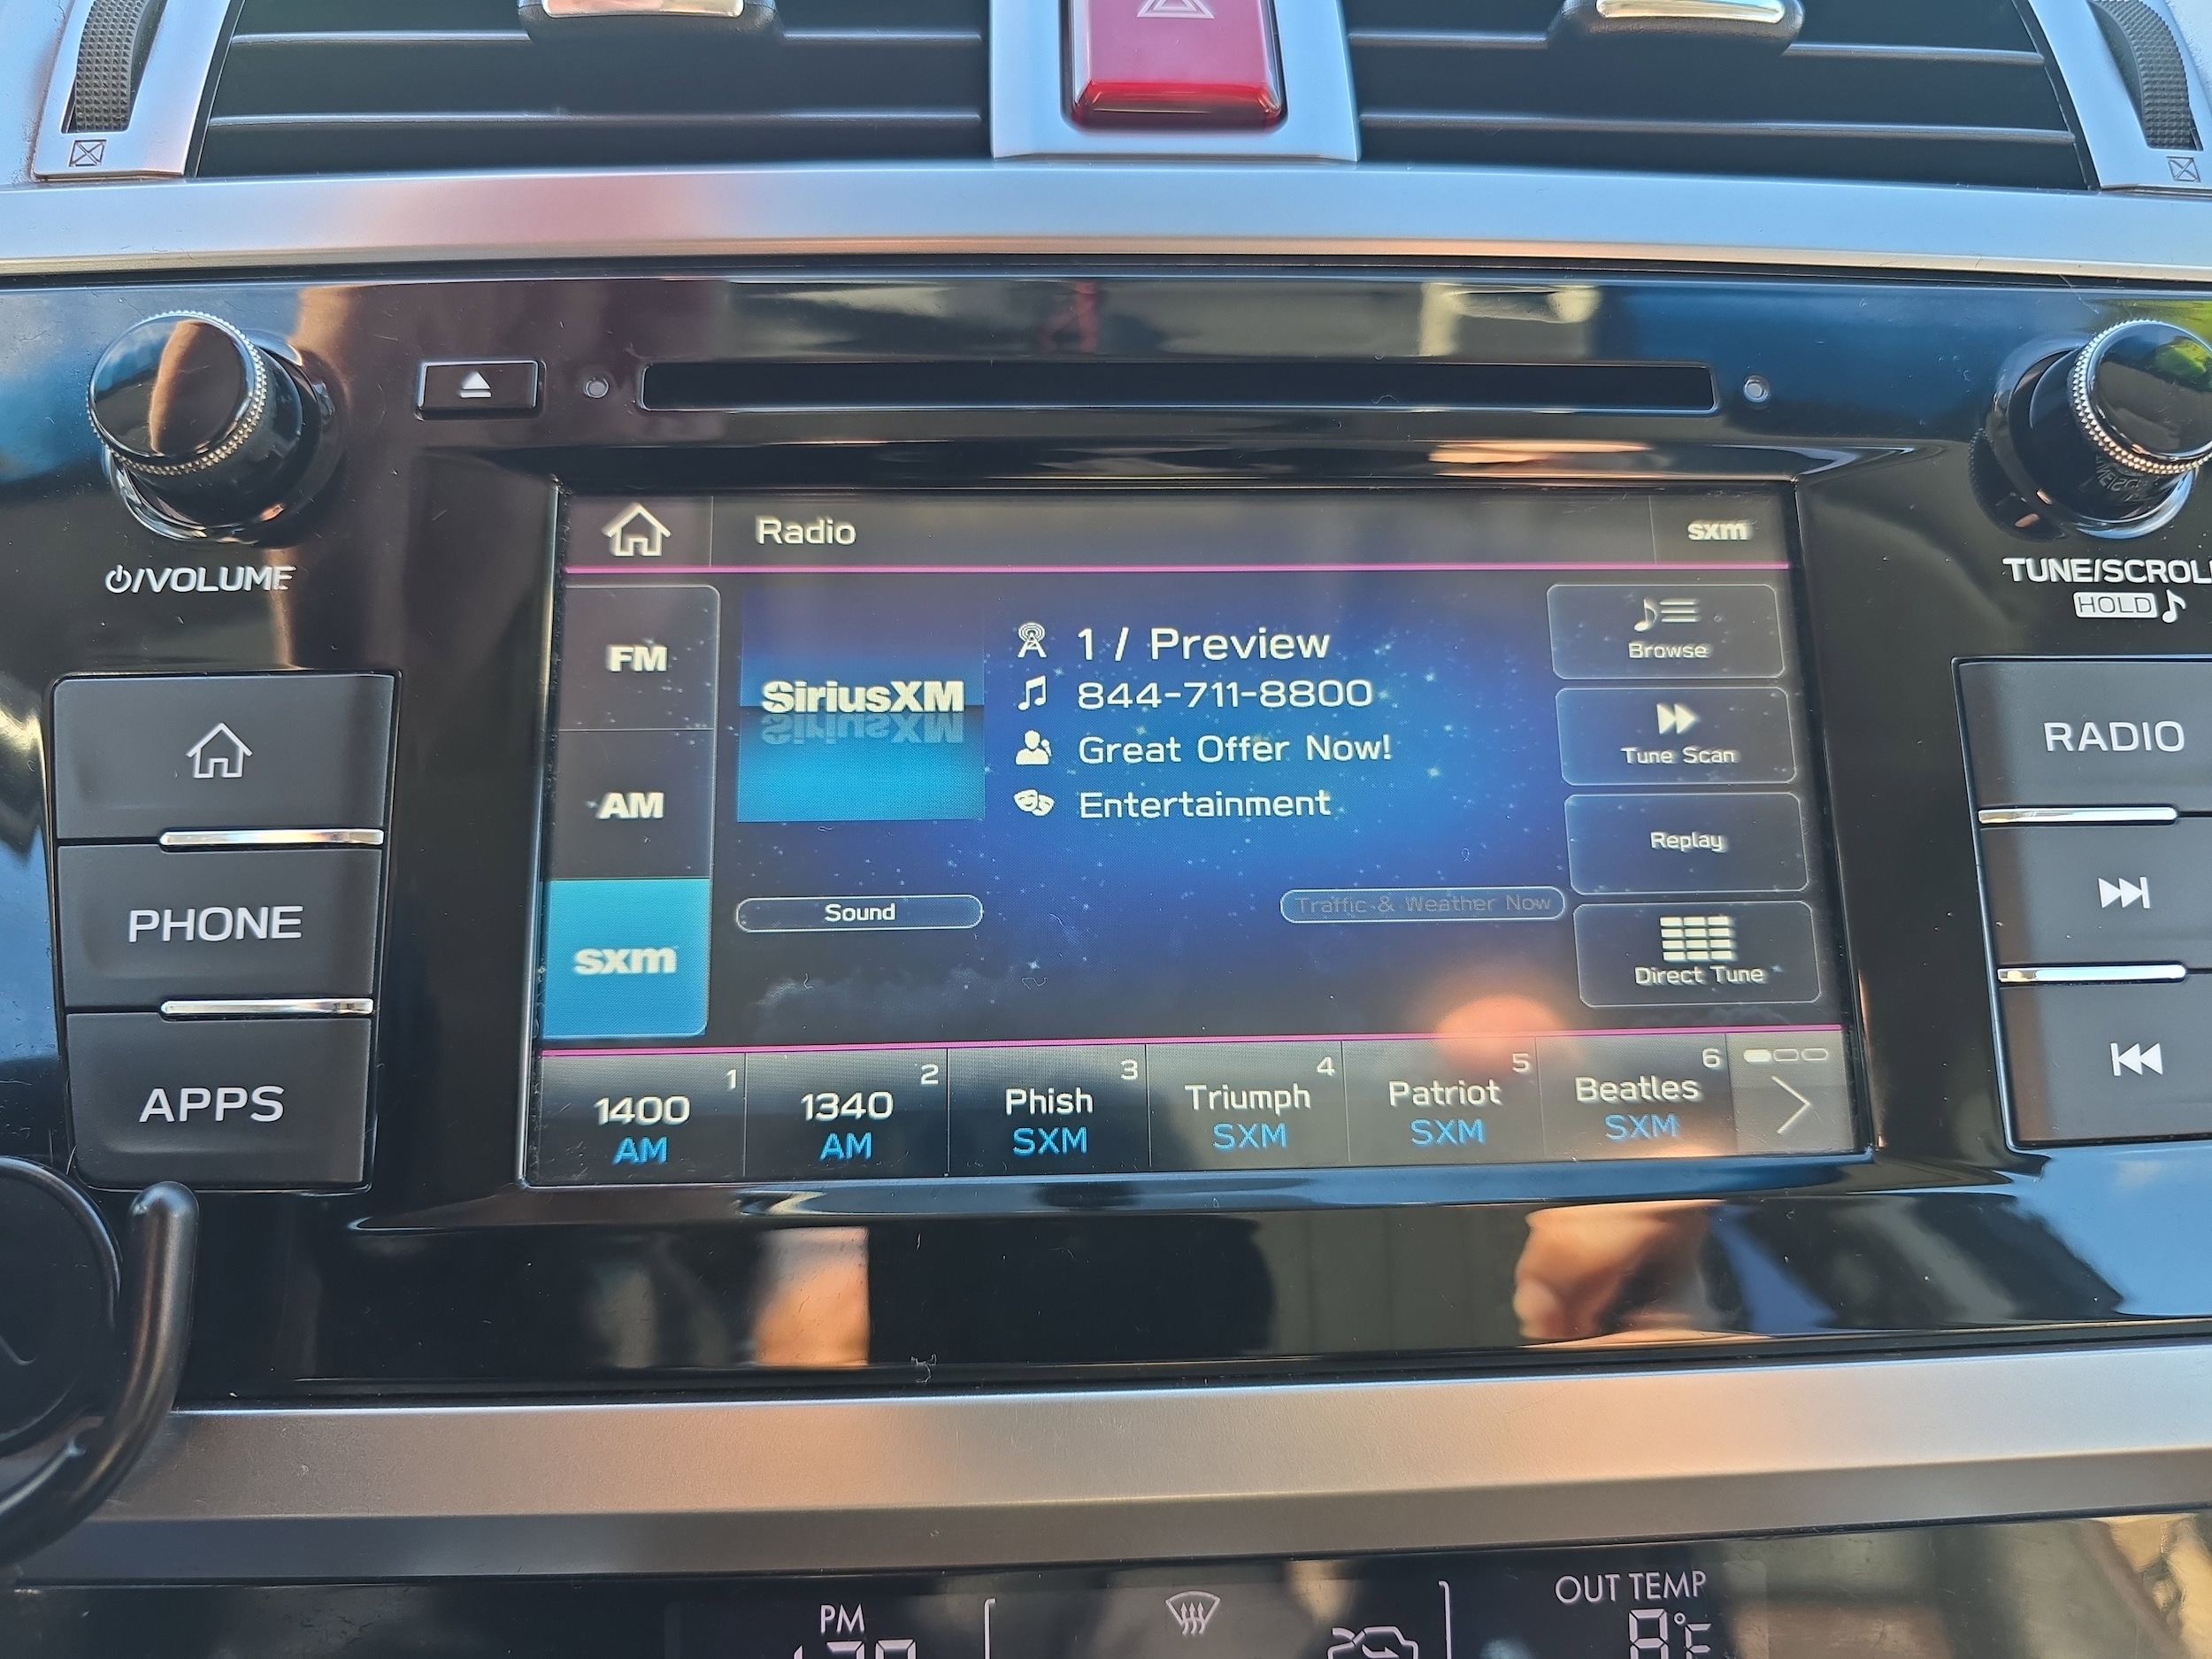 /VOLUME
PHONE
APPS
Radio
sxm
FM
AM
sxm
SiriusXM
1 / Preview
844-711-8800
Great Offer Now!
Entertainment
Sound
Traffic & Weather Now
Browse
Tune Scan
Replay
Direct Tune
1
1400
AM
2
1340
AM
3
Phish
SXM
4
Triumph
SXM
5
Patriot
SXM
6
Beatles
SXM
TUNE/SCROLL
HOLD
RADIO
PM
OUT TEMP
°F